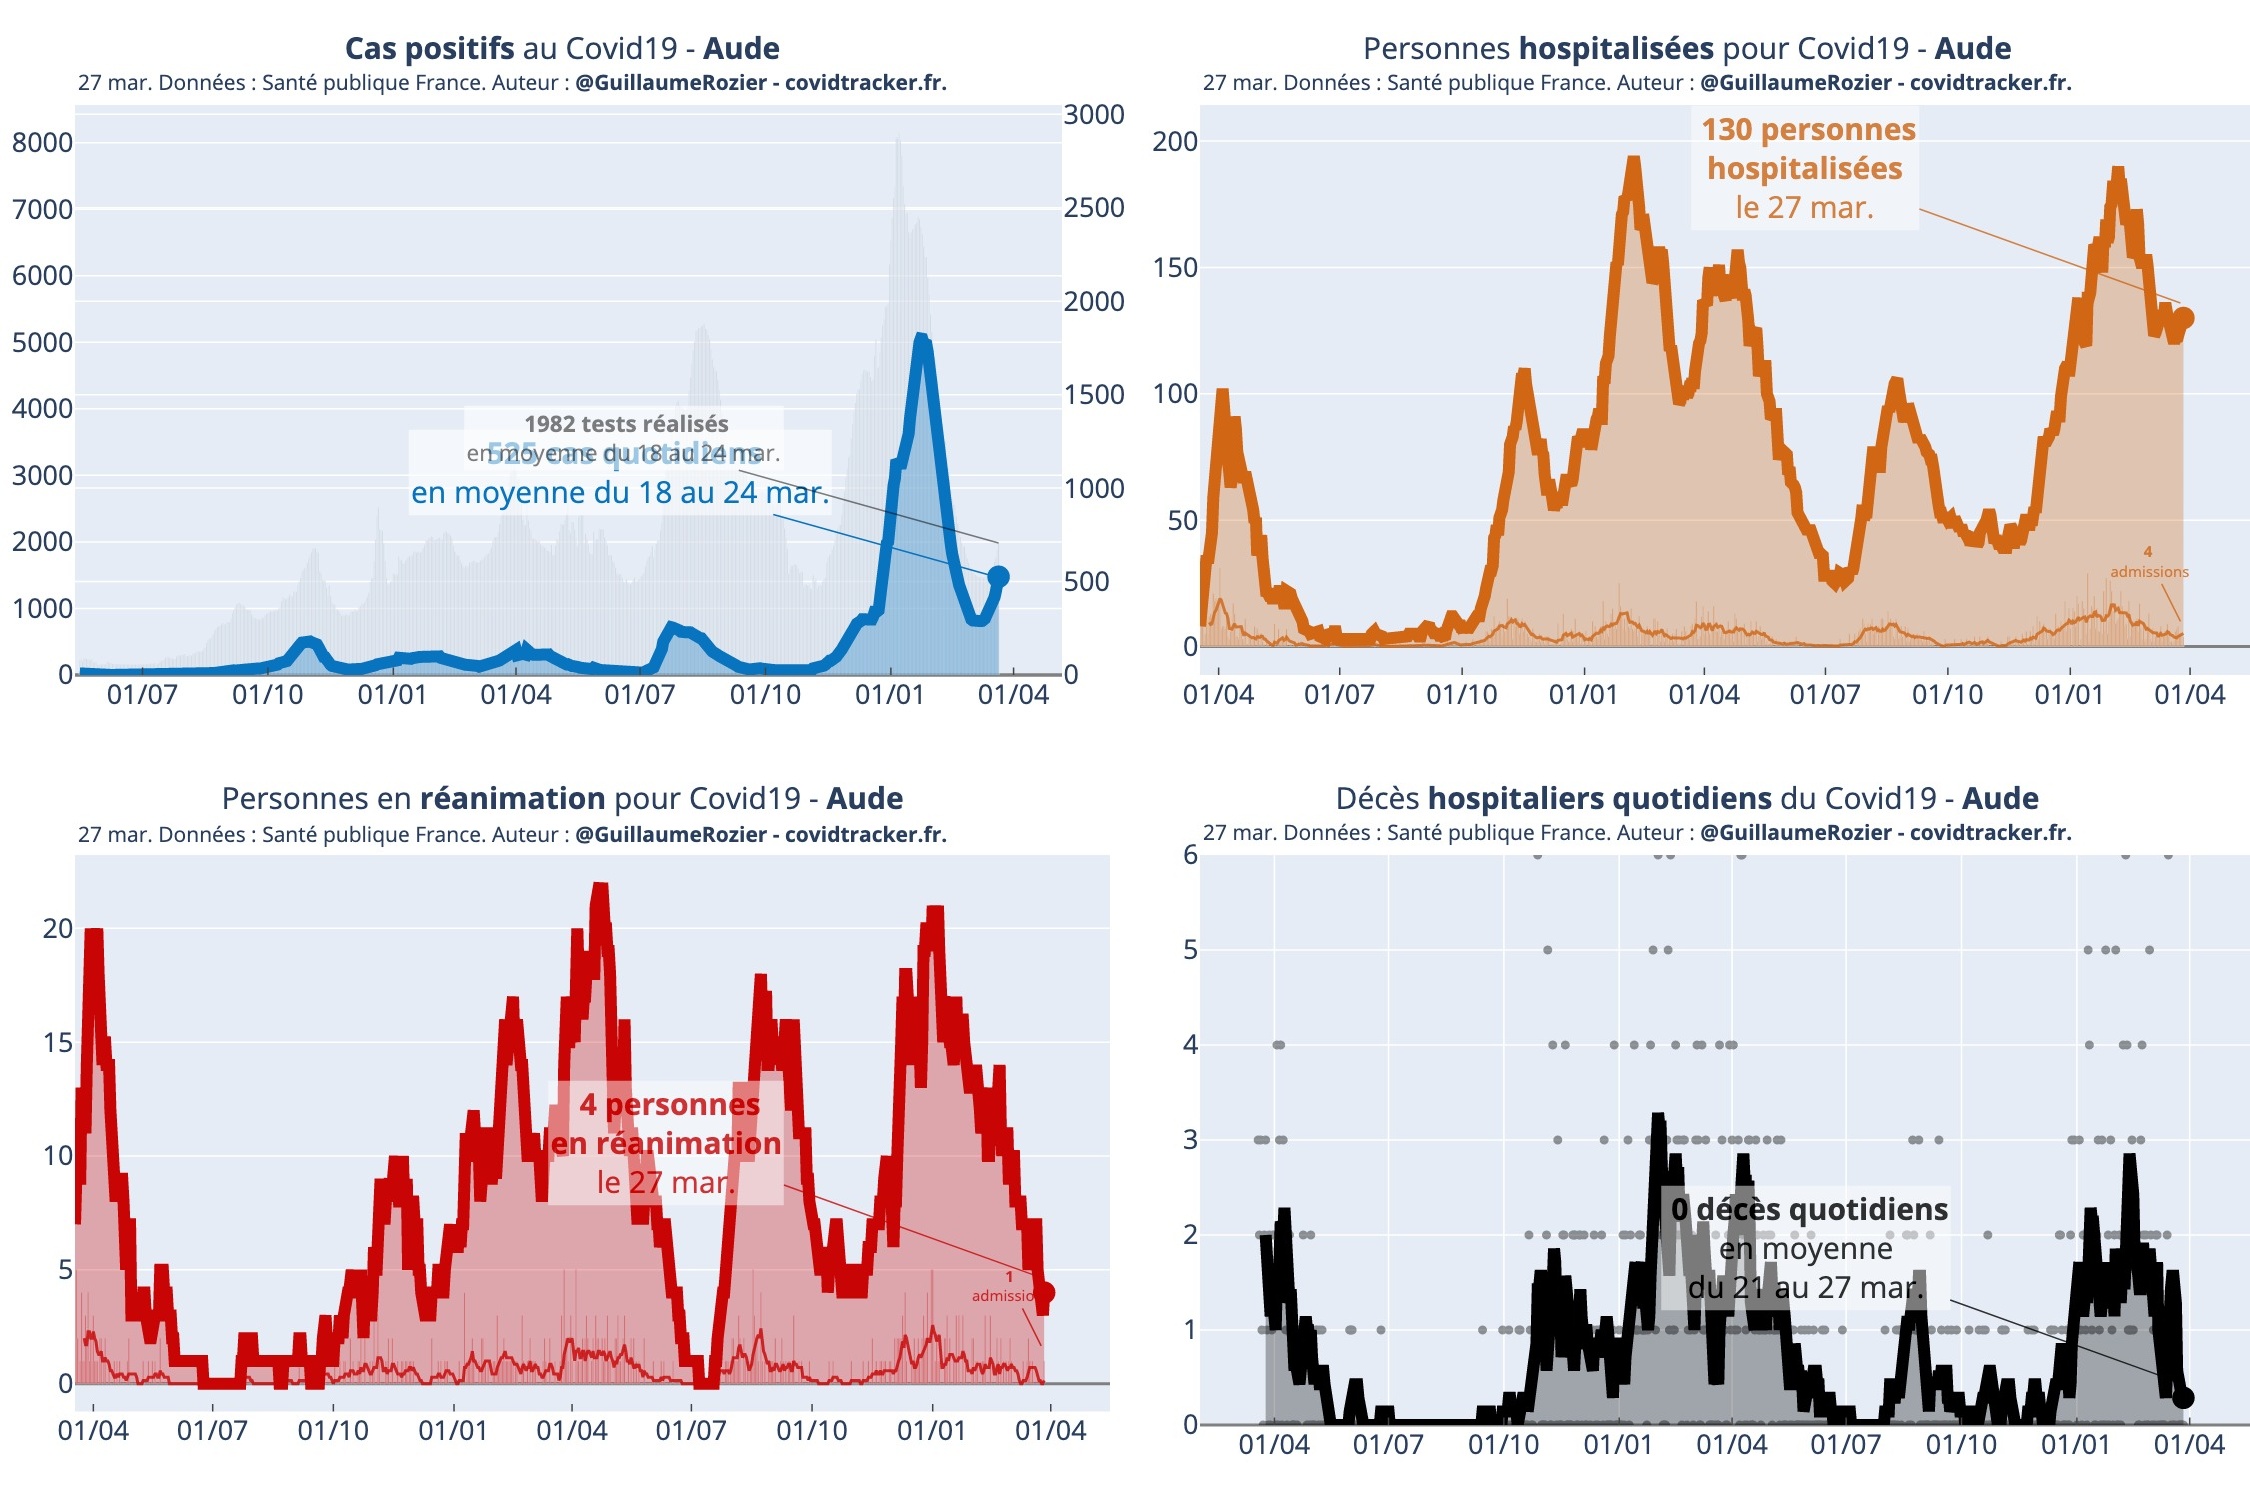 Cas positifs au Covid19 - Aude
27 mar. Données : Santé publique France. Auteur : @GuillaumeRozier - covidtracker.fr.
8000
7000
6000
5000
4000
3000
2000
1000
0
3000
2500
2000
1500
1000
500
0
1982 tests réalisés
en moyenne du 18 au 24 mar.
525 cas quotidiens
en moyenne du 18 au 24 mar.
01/07 01/10 01/01 01/04 01/07 01/10 01/01 01/04
Personnes hospitalisées pour Covid19 - Aude
27 mar. Données : Santé publique France. Auteur : @GuillaumeRozier - covidtracker.fr.
200
150
100
50
0
130 personnes
hospitalisées
le 27 mar.
4
admissions
01/04 01/07 01/10 01/01 01/04 01/07 01/10 01/01 01/04
Personnes en réanimation pour Covid19 - Aude
27 mar. Données : Santé publique France. Auteur : @GuillaumeRozier - covidtracker.fr.
20
15
10
5
0
4 personnes
en réanimation
le 27 mar.
1
admissio
01/04 01/07 01/10 01/01 01/04 01/07 01/10 01/01 01/04
Décès hospitaliers quotidiens du Covid19 - Aude
27 mar. Données : Santé publique France. Auteur : @GuillaumeRozier - covidtracker.fr.
6
5
4
3
2
1
0
0 décès quotidiens
en moyenne
du 21 au 27 mar.
01/04 01/07 01/10 01/01 01/04 01/07 01/10 01/01 01/04